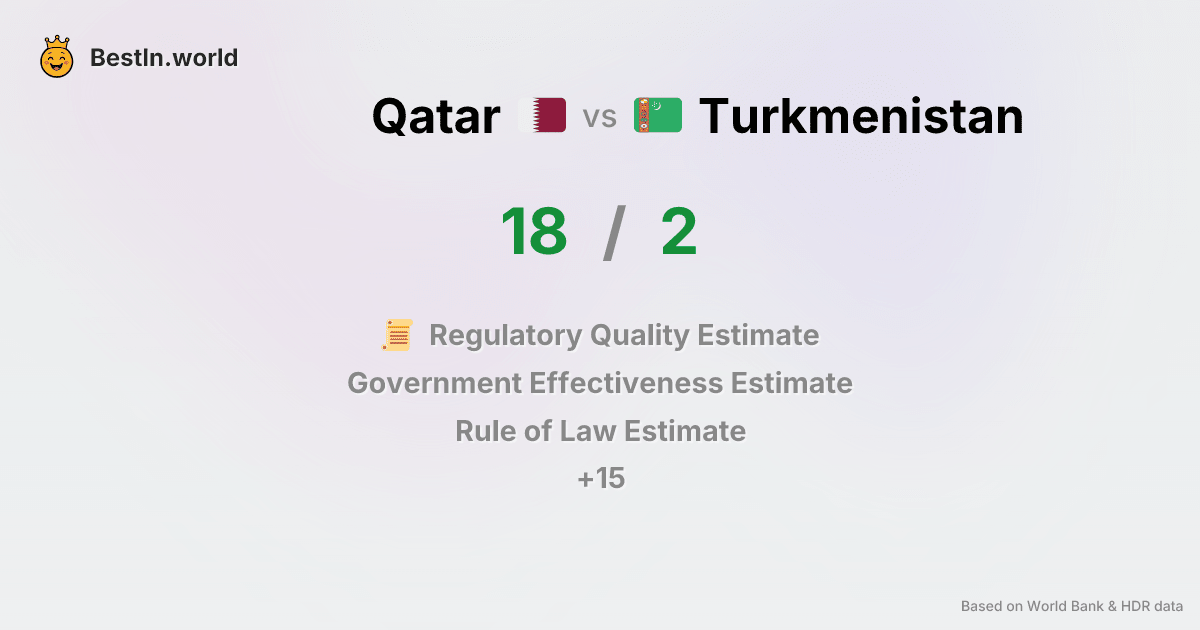 BestIn.world
Qatar vs Turkmenistan
18 / 2
Regulatory Quality Estimate
Government Effectiveness Estimate
Rule of Law Estimate
+15
Based on World Bank & HDR data